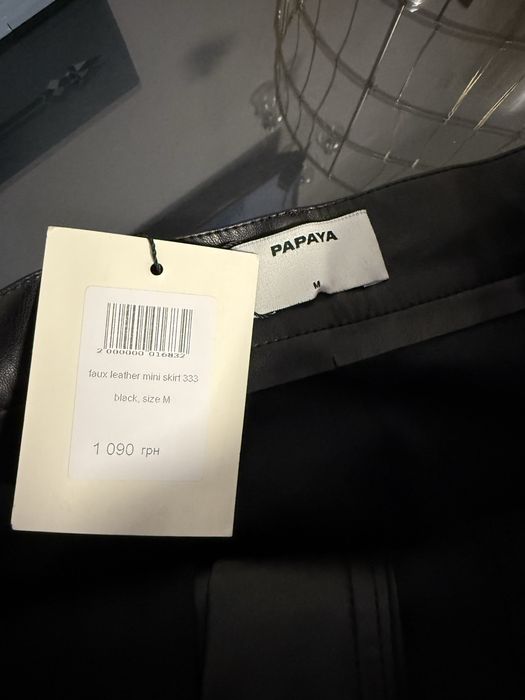 PAPAYA
M
2 000000 016832
faux leather mini skirt 333
black, size M
1 090 грн